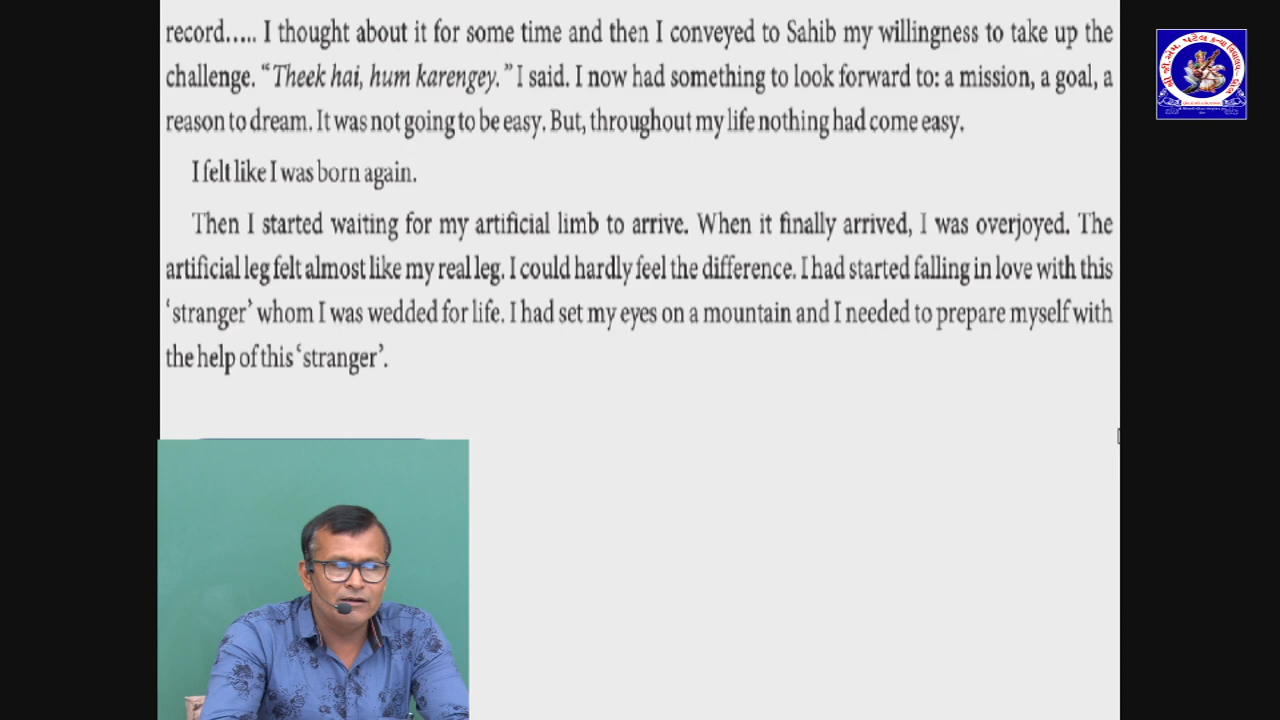 record….. I thought about it for some time and then I conveyed to Sahib my willingness to take up the
challenge. “Theek hai, hum karengey.” I said. I now had something to look forward to: a mission, a goal, a
reason to dream. It was not going to be easy. But, throughout my life nothing had come easy.
I felt like I was born again.
Then I started waiting for my artificial limb to arrive. When it finally arrived, I was overjoyed. The
artificial leg felt almost like my real leg. I could hardly feel the difference. I had started falling in love with this
‘stranger’ whom I was wedded for life. I had set my eyes on a mountain and I needed to prepare myself with
the help of this ‘stranger’.